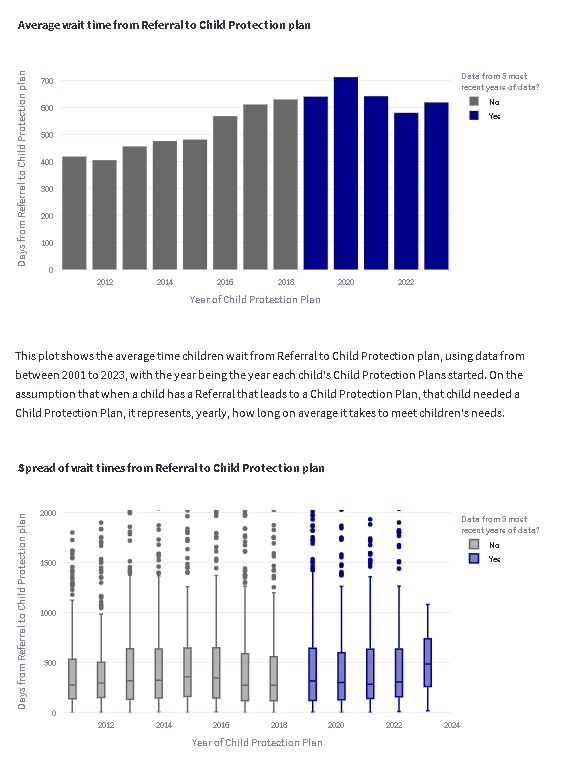 Average wait time from Referral to Child Protection plan
Days from Referral to Child Protection plan
700
600
500
400
300
200
100
0
2012
2014
2016
2018
2020
2022
Year of Child Protection Plan
Data from 5 most
recent years of data?
No
Yes
This plot shows the average time children wait from Referral to Child Protection plan, using data from
between 2001 to 2023, with the year being the year each child's Child Protection Plans started. On the
assumption that when a child has a Referral that leads to a Child Protection Plan, that child needed a
Child Protection Plan, it represents, yearly, how long on average it takes to meet children's needs.
Spread of wait times from Referral to Child Protection plan
Days from Referral to Child Protection plan
2000
1500
1000
500
0
2012
2014
2016
2018
2020
2022
2024
Year of Child Protection Plan
Data from 5 most
recent years of data?
No
Yes